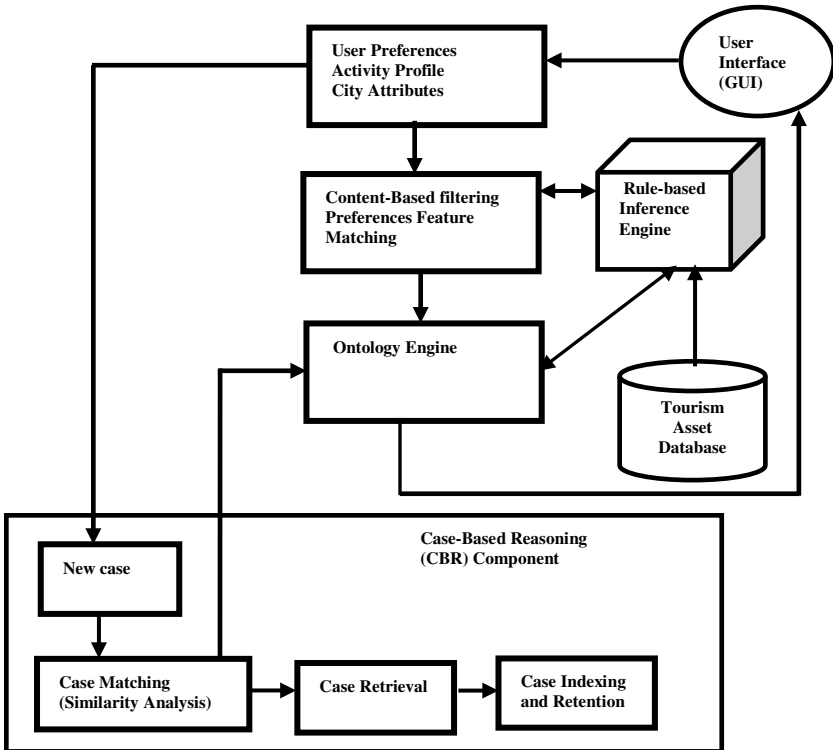 User Preferences
Activity Profile
City Attributes
User
Interface
(GUI)
Content-Based filtering
Preferences Feature
Matching
Rule-based
Inference
Engine
Ontology Engine
Tourism
Asset
Database
Case-Based Reasoning
(CBR) Component
New case
Case Matching
(Similarity Analysis)
Case Retrieval
Case Indexing
and Retention